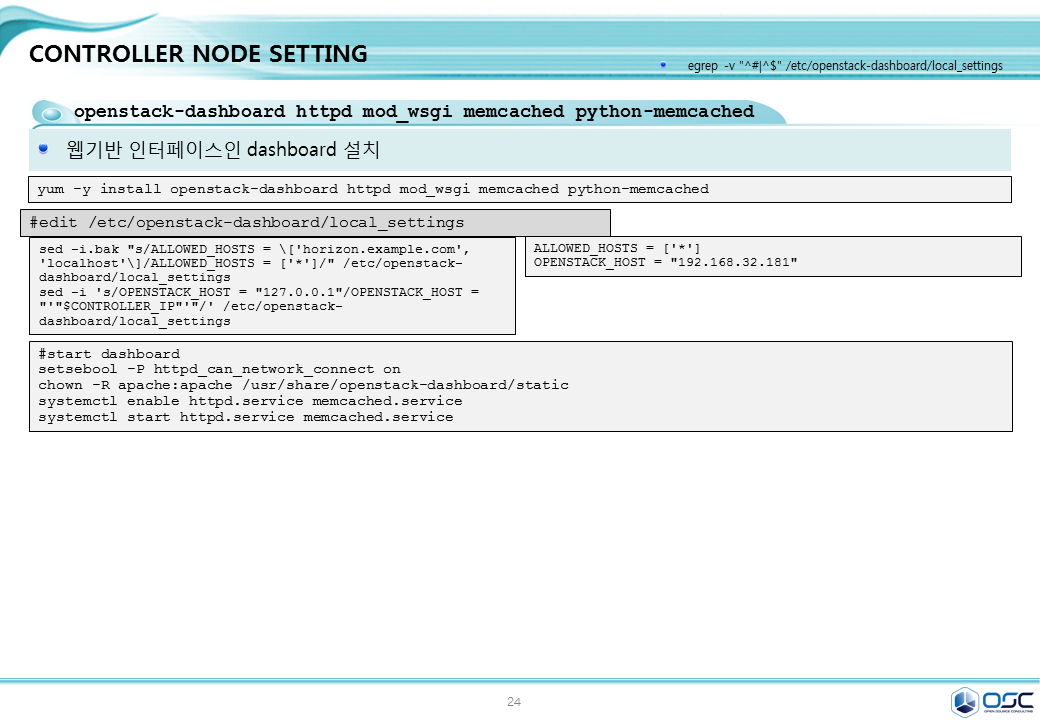 CONTROLLER NODE SETTING
egrep -v "^#|^$" /etc/openstack-dashboard/local_settings
openstack-dashboard httpd mod_wsgi memcached python-memcached
웹기반 인터페이스인 dashboard 설치
yum -y install openstack-dashboard httpd mod_wsgi memcached python-memcached
#edit /etc/openstack-dashboard/local_settings
sed -i.bak "s/ALLOWED_HOSTS = \['horizon.example.com',
'localhost'\]/ALLOWED_HOSTS = ['*']/" /etc/openstack-
dashboard/local_settings
sed -i 's/OPENSTACK_HOST = "127.0.0.1"/OPENSTACK_HOST =
"'"$CONTROLLER_IP"'"/' /etc/openstack-
dashboard/local_settings
ALLOWED_HOSTS = ['*']
OPENSTACK_HOST = "192.168.32.181"
#start dashboard
setsebool -P httpd_can_network_connect on
chown -R apache:apache /usr/share/openstack-dashboard/static
systemctl enable httpd.service memcached.service
systemctl start httpd.service memcached.service
24
OSC
OPEN SOURCE CONSULTING